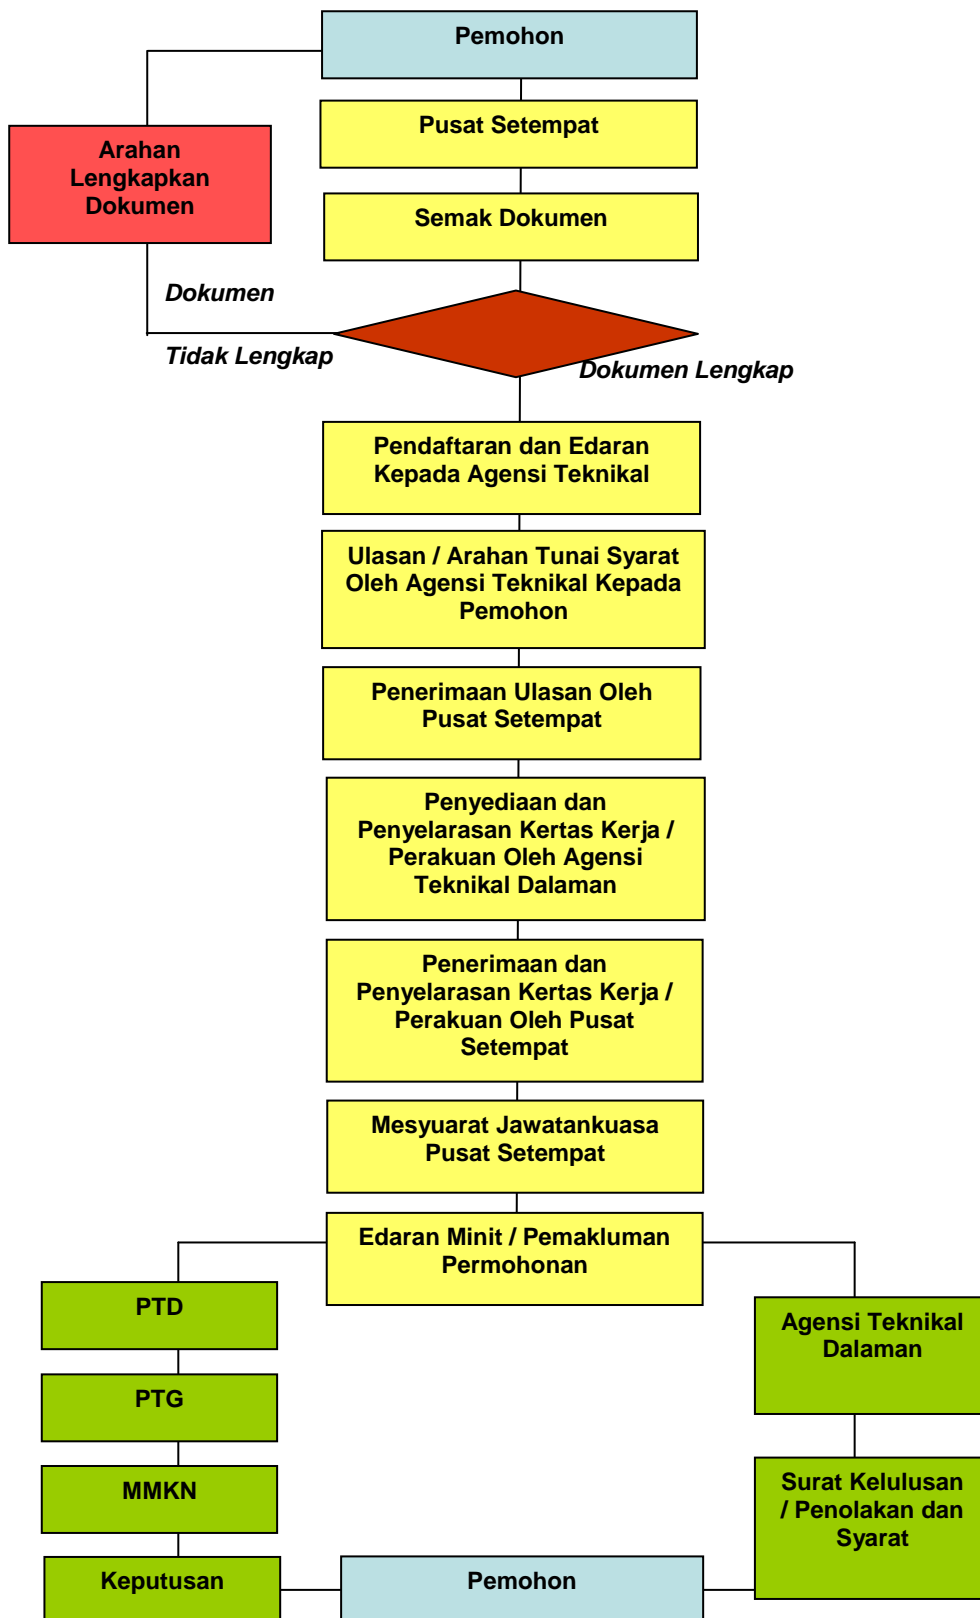 Pemohon
Pusat Setempat
Arahan
Lengkapkan
Dokumen
Semak Dokumen
Dokumen
Tidak Lengkap
Dokumen Lengkap
Pendaftaran dan Edaran
Kepada Agensi Teknikal
Ulasan / Arahan Tunai Syarat
Oleh Agensi Teknikal Kepada
Pemohon
Penerimaan Ulasan Oleh
Pusat Setempat
Penyediaan dan
Penyelarasan Kertas Kerja /
Perakuan Oleh Agensi
Teknikal Dalaman
Penerimaan dan
Penyelarasan Kertas Kerja /
Perakuan Oleh Pusat
Setempat
Mesyuarat Jawatankuasa
Pusat Setempat
Edaran Minit / Pemakluman
Permohonan
PTD
PTG
MMKN
Keputusan
Agensi Teknikal
Dalaman
Surat Kelulusan
/ Penolakan dan
Syarat
Pemohon